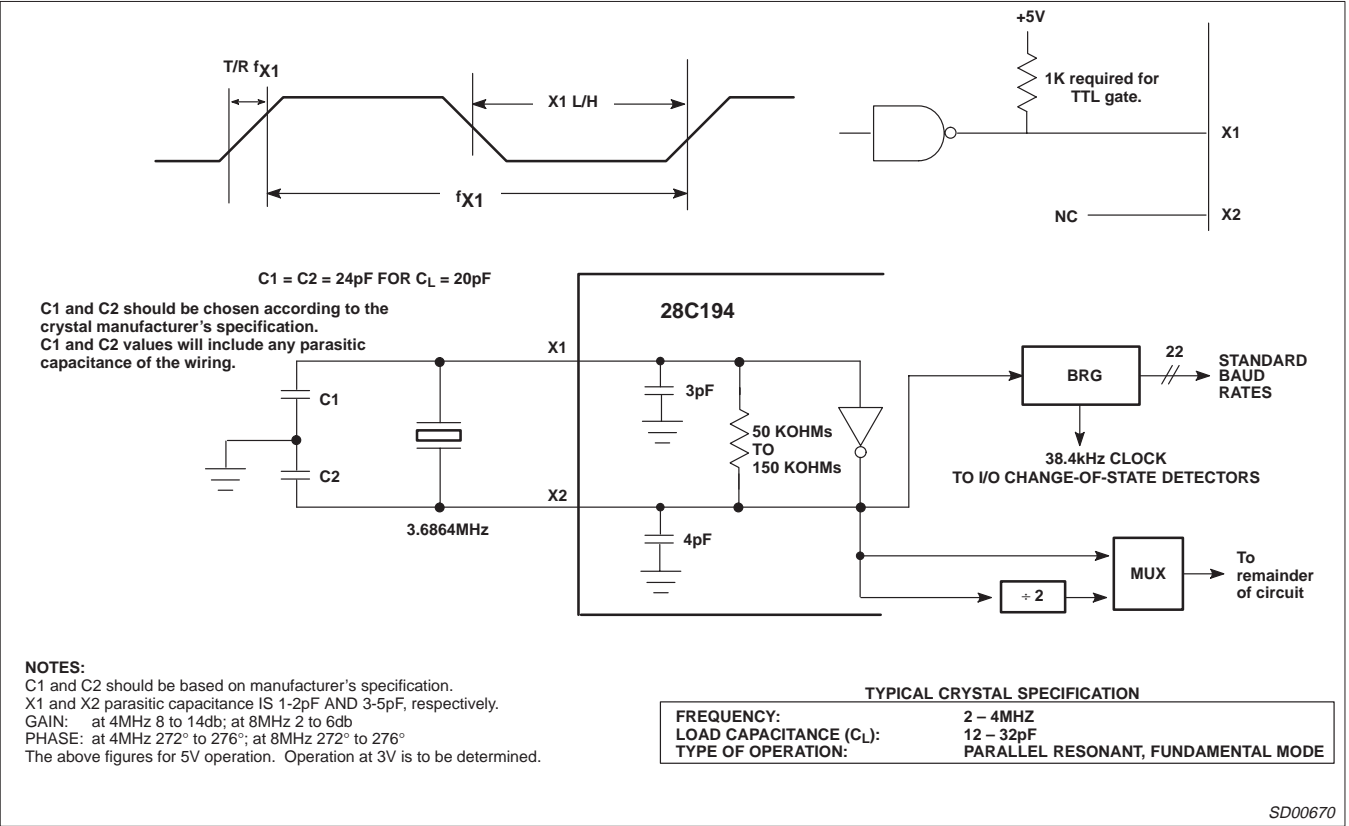 +5V
T/R fX1
X1 L/H
1K required for
TTL gate.
X1
fX1
NC
X2
C1 = C2 = 24pF FOR CL = 20pF
C1 and C2 should be chosen according to the
crystal manufacturer's specification.
C1 and C2 values will include any parasitic
capacitance of the wiring.
28C194
X1
3pF
C1
50 KOHMs
TO
150 KOHMs
C2
X2
3.6864MHz
4pF
BRG
22
STANDARD
BAUD
RATES
38.4kHz CLOCK
TO I/O CHANGE-OF-STATE DETECTORS
÷ 2
MUX
To
remainder
of circuit
NOTES:
C1 and C2 should be based on manufacturer's specification.
X1 and X2 parasitic capacitance IS 1-2pF AND 3-5pF, respectively.
GAIN: at 4MHz 8 to 14db; at 8MHz 2 to 6db
PHASE: at 4MHz 272° to 276°; at 8MHz 272° to 276°
The above figures for 5V operation. Operation at 3V is to be determined.
TYPICAL CRYSTAL SPECIFICATION
FREQUENCY: 2 – 4MHZ
LOAD CAPACITANCE (CL): 12 – 32pF
TYPE OF OPERATION: PARALLEL RESONANT, FUNDAMENTAL MODE
SD00670